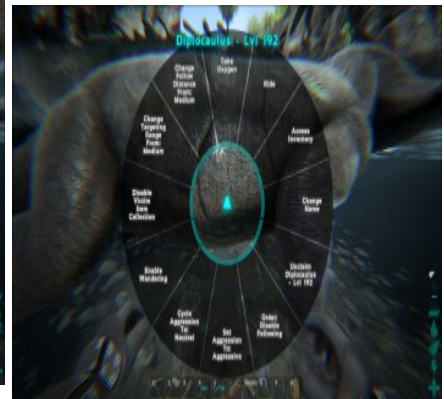 Diplocaulus - Lvl 192
Take
Oxygen
Ride
Access
Inventory
Change
Name
Unclaim
Diplocaulus
- Lvl 192
Order:
Disable
Following
Set
Aggression
To:
Aggressive
Cycle
Aggression
To:
Neutral
Enable
Wandering
Disable
Victim
Item
Collection
Change
Targeting
Range
From:
Medium
Change
Follow
Distance
From:
Medium